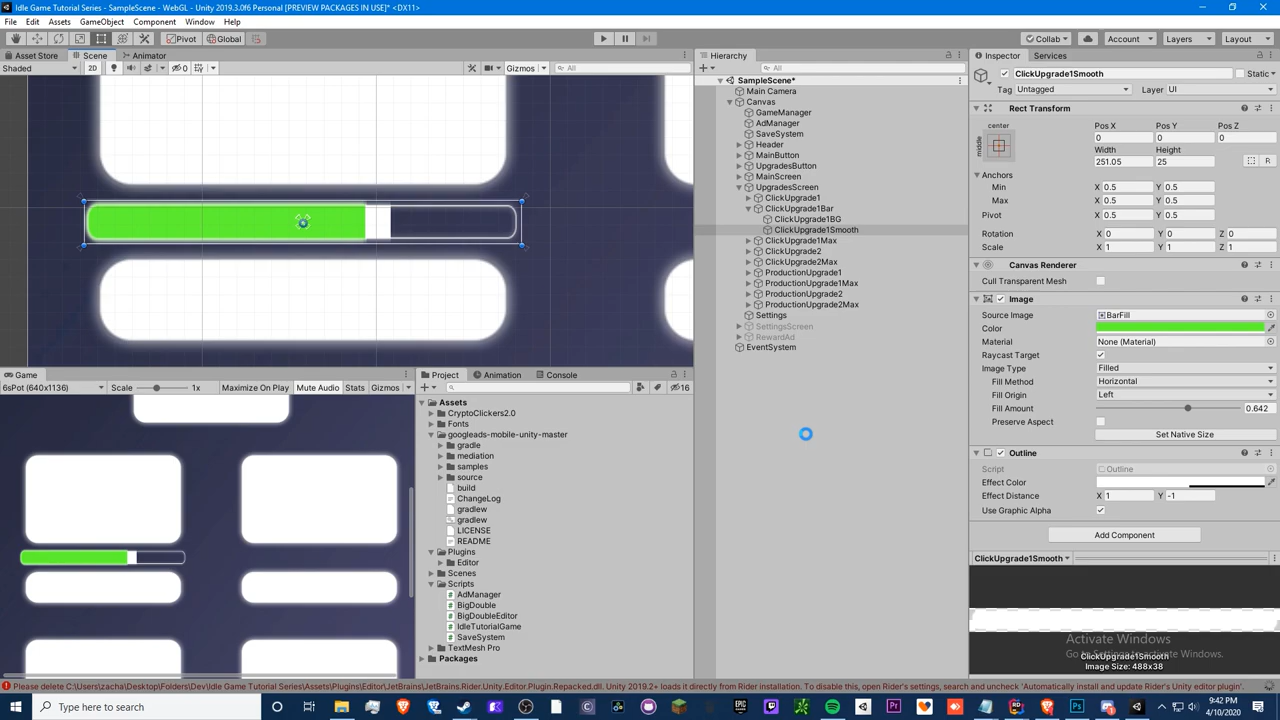 Idle Game Tutorial Series - SampleScene - WebGL - Unity 2019.3.0f6 Personal [PREVIEW PACKAGES IN USE]* <DX11>
File Edit Assets GameObject Component Window Help
Pivot Global Collab Account Layers Layout
Asset Store Scene Animator
Shaded 2D 0 Gizmos All
Hierarchy
All
SampleScene*
Main Camera
Canvas
GameManager
AdManager
SaveSystem
Header
MainButton
UpgradesButton
MainScreen
UpgradesScreen
ClickUpgrade1
ClickUpgrade1Bar
ClickUpgrade1BG
ClickUpgrade1Smooth
ClickUpgrade1Max
ClickUpgrade2
ClickUpgrade2Max
ProductionUpgrade1
ProductionUpgrade1Max
ProductionUpgrade2
ProductionUpgrade2Max
Settings
SettingsScreen
RewardAd
EventSystem
Inspector Services
ClickUpgrade1Smooth Static
Tag Untagged Layer UI
Rect Transform
center Pos X Pos Y Pos Z
middle 0 0 0
Width Height
251.05 25 R
Anchors
Min X 0.5 Y 0.5
Max X 0.5 Y 0.5
Pivot X 0.5 Y 0.5
Rotation X 0 Y 0 Z 0
Scale X 1 Y 1 Z 1
Canvas Renderer
Cull Transparent Mesh
Image
Source Image BarFill
Color
Material None (Material)
Raycast Target
Image Type Filled
Fill Method Horizontal
Fill Origin Left
Fill Amount 0.642
Preserve Aspect
Set Native Size
Outline
Script Outline
Effect Color
Effect Distance X 1 Y -1
Use Graphic Alpha
Add Component
ClickUpgrade1Smooth
Activate Windows
Go to Settings to activate Windows.
ClickUpgrade1Smooth
Image Size: 488x38
Game
6sPot (640x1136) Scale 1x Maximize On Play Mute Audio Stats Gizmos
Project Animation Console
16
Assets
CryptoClickers2.0
Fonts
googleads-mobile-unity-master
gradle
mediation
samples
source
build
ChangeLog
gradlew
gradlew
LICENSE
README
Plugins
Editor
Scenes
Scripts
AdManager
BigDouble
BigDoubleEditor
IdleTutorialGame
SaveSystem
TextMesh Pro
Packages
Please delete C:\Users\zacha\Desktop\Folders\Dev\Idle Game Tutorial Series\Assets\Plugins\Editor\JetBrains\JetBrains.Rider.Unity.Editor.Plugin.Repacked.dll. Unity 2019.2+ loads it directly from Rider installation. To disable this, open Rider's settings, search and uncheck 'Automatically install and update Rider's Unity editor plugin'.
Type here to search
9:42 PM
4/10/2020